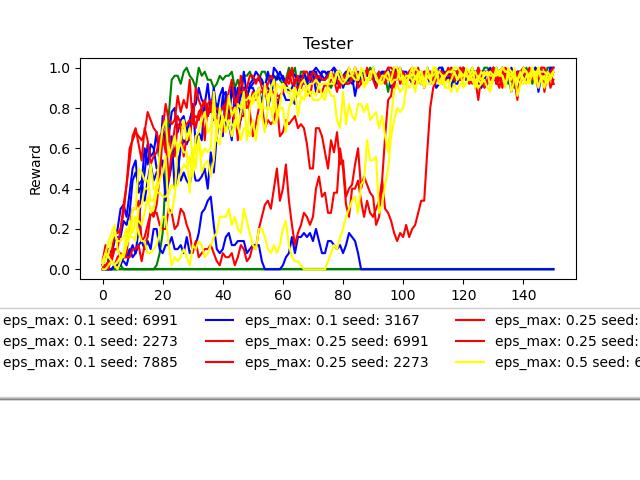 Tester
1.0
0.8
0.6
0.4
0.2
0.0
Reward
0 20 40 60 80 100 120 140
eps_max: 0.1 seed: 6991 eps_max: 0.1 seed: 3167 eps_max: 0.25 seed:
eps_max: 0.1 seed: 2273 eps_max: 0.25 seed: 6991 eps_max: 0.25 seed:
eps_max: 0.1 seed: 7885 eps_max: 0.25 seed: 2273 eps_max: 0.5 seed: 6